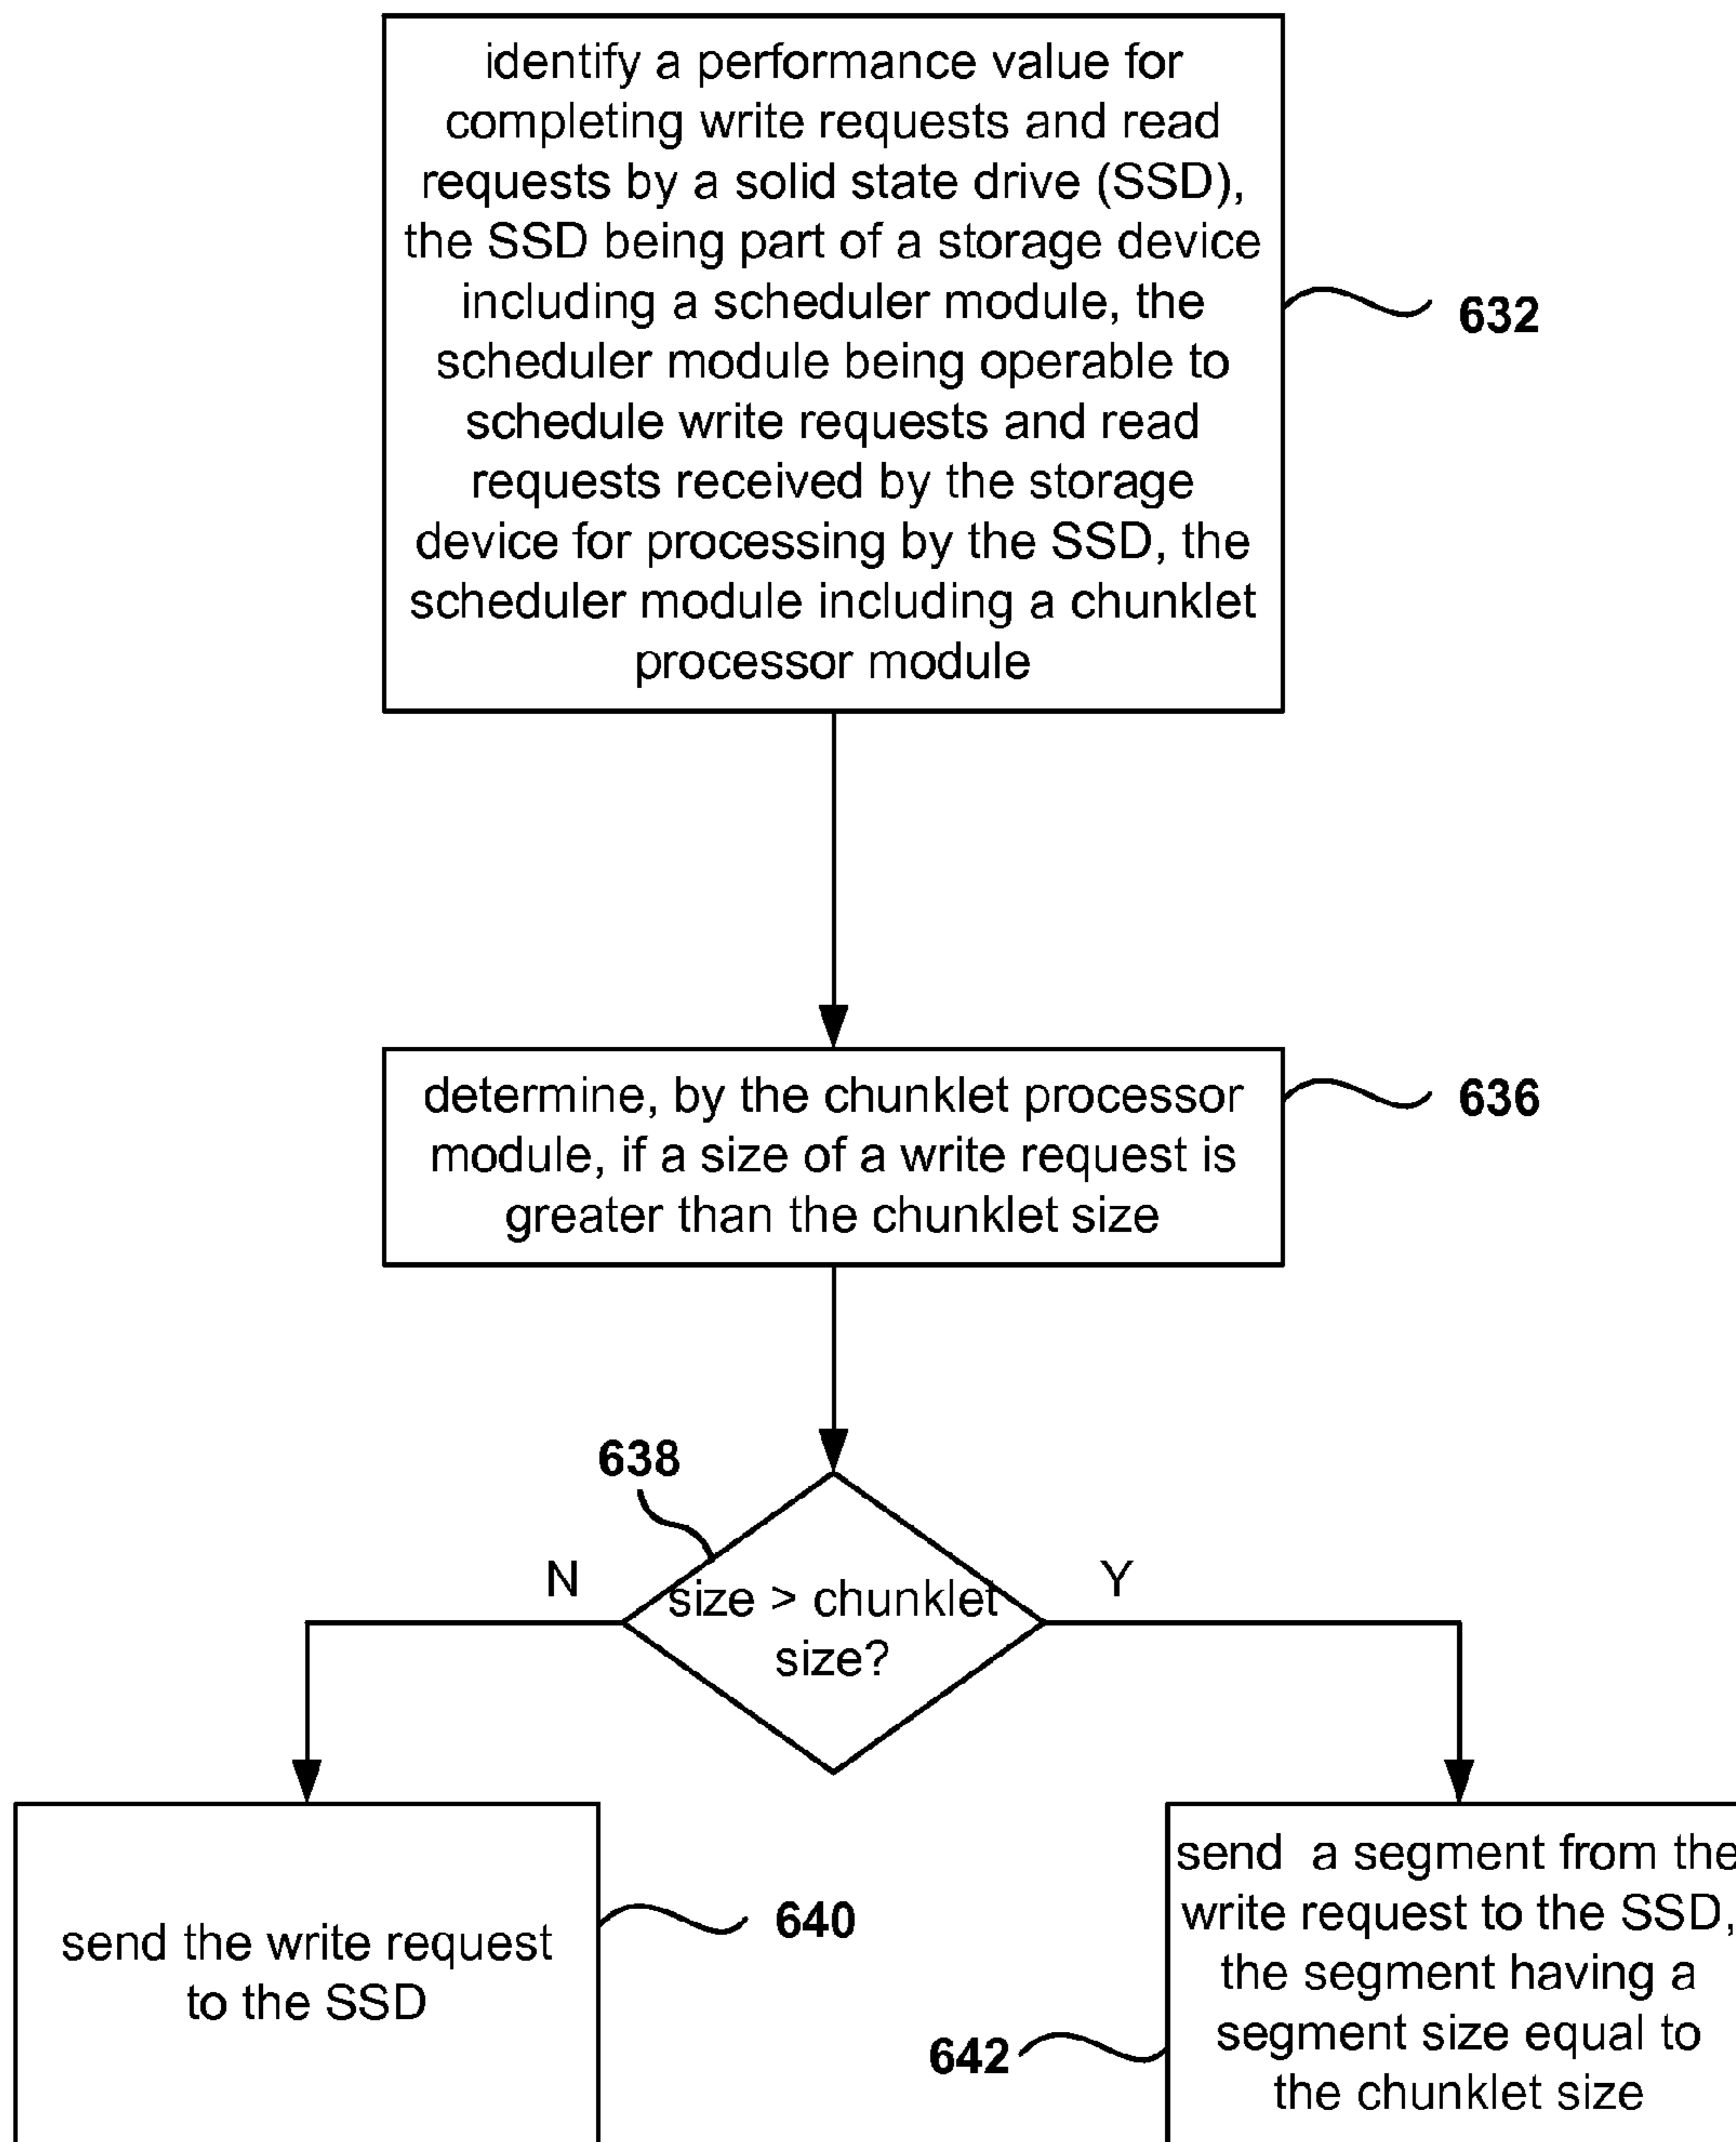 identify a performance value for
completing write requests and read
requests by a solid state drive (SSD),
the SSD being part of a storage device
including a scheduler module, the
scheduler module being operable to
schedule write requests and read
requests received by the storage
device for processing by the SSD, the
scheduler module including a chunklet
processor module
632
determine, by the chunklet processor
module, if a size of a write request is
greater than the chunklet size
636
638
N
size > chunklet
size?
Y
send the write request
to the SSD
640
send a segment from the
write request to the SSD,
the segment having a
segment size equal to
the chunklet size
642